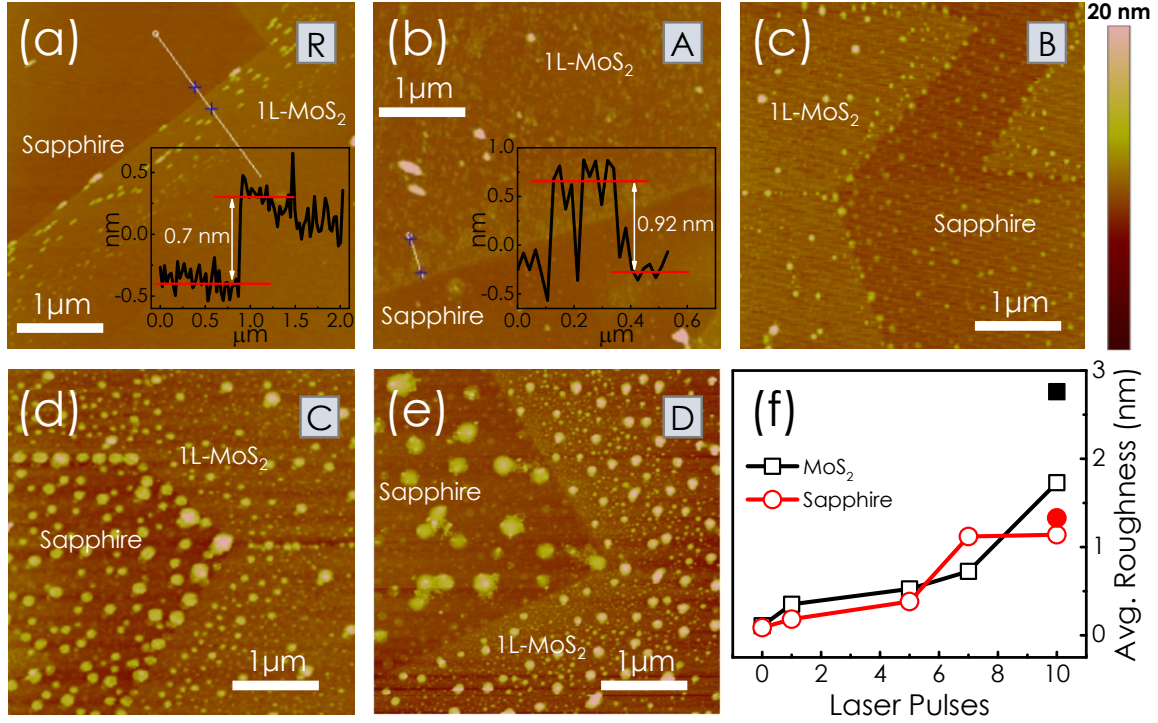 (a)
R
1L-MoS₂
Sapphire
0.5
0.0
-0.5
nm
0.7 nm
0.0 0.5 1.0 1.5 2.0
μm
1μm
(b)
A
1L-MoS₂
1μm
1.0
0.5
0.0
-0.5
nm
0.92 nm
0.0 0.2 0.4 0.6
μm
Sapphire
(c)
B
1L-MoS₂
Sapphire
1μm
20 nm
(d)
C
1L-MoS₂
Sapphire
1μm
(e)
D
Sapphire
1L-MoS₂
1μm
(f)
MoS₂
Sapphire
3
2
1
0
Avg. Roughness (nm)
0 2 4 6 8 10
Laser Pulses